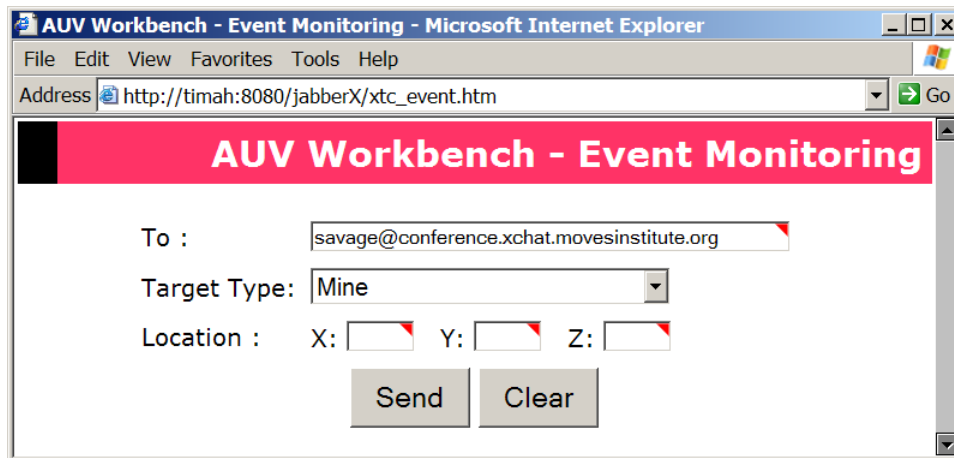 AUV Workbench - Event Monitoring - Microsoft Internet Explorer
File Edit View Favorites Tools Help
Address http://timah:8080/jabberX/xtc_event.htm Go
AUV Workbench - Event Monitoring
To : savage@conference.xchat.movesinstitute.org
Target Type: Mine
Location : X: Y: Z:
Send Clear